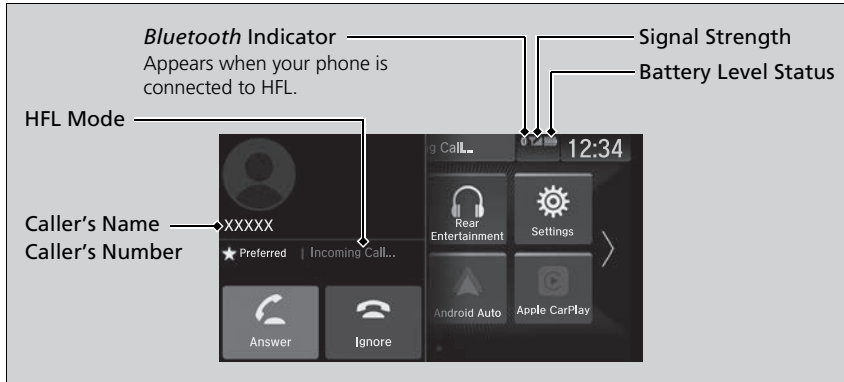 Bluetooth Indicator
Appears when your phone is
connected to HFL.
Signal Strength
Battery Level Status
HFL Mode
g Call...
12:34
Caller's Name
Caller's Number
XXXXX
Preferred | Incoming Call...
Rear
Entertainment
Settings
Android Auto
Apple CarPlay
Answer
Ignore